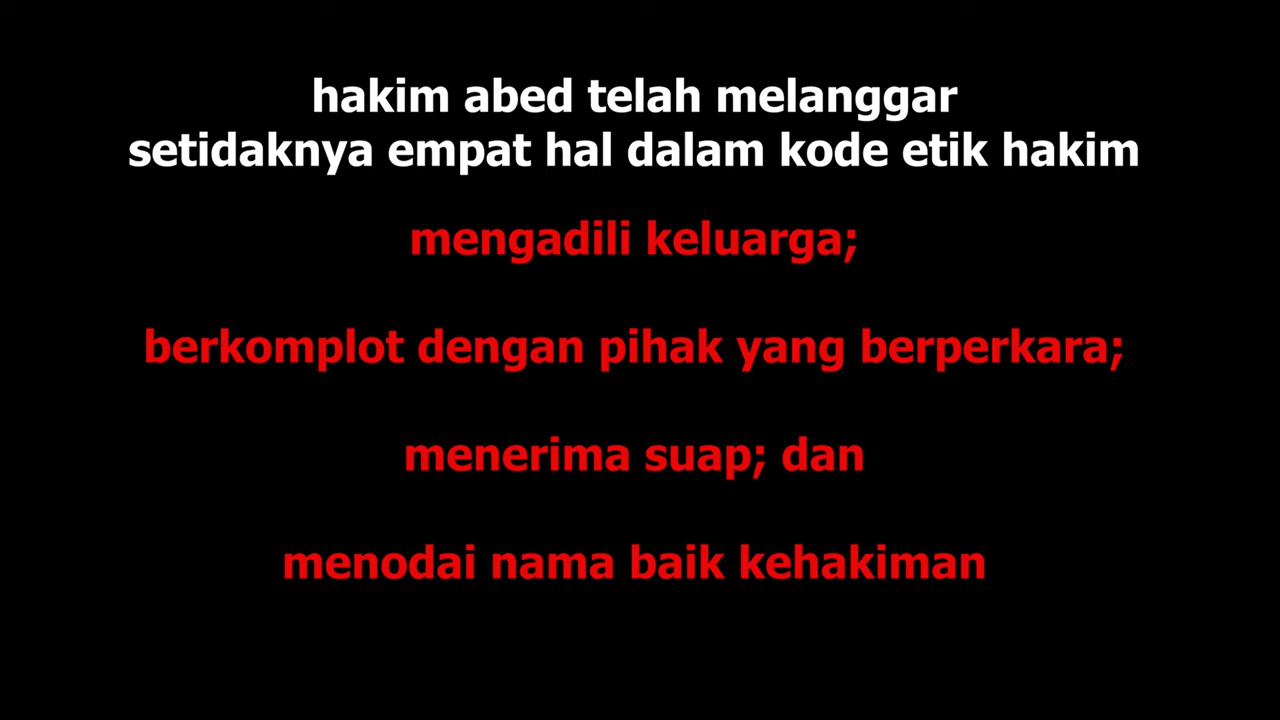 hakim abed telah melanggar
setidaknya empat hal dalam kode etik hakim
mengadili keluarga;
berkomplot dengan pihak yang berperkara;
menerima suap; dan
menodai nama baik kehakiman